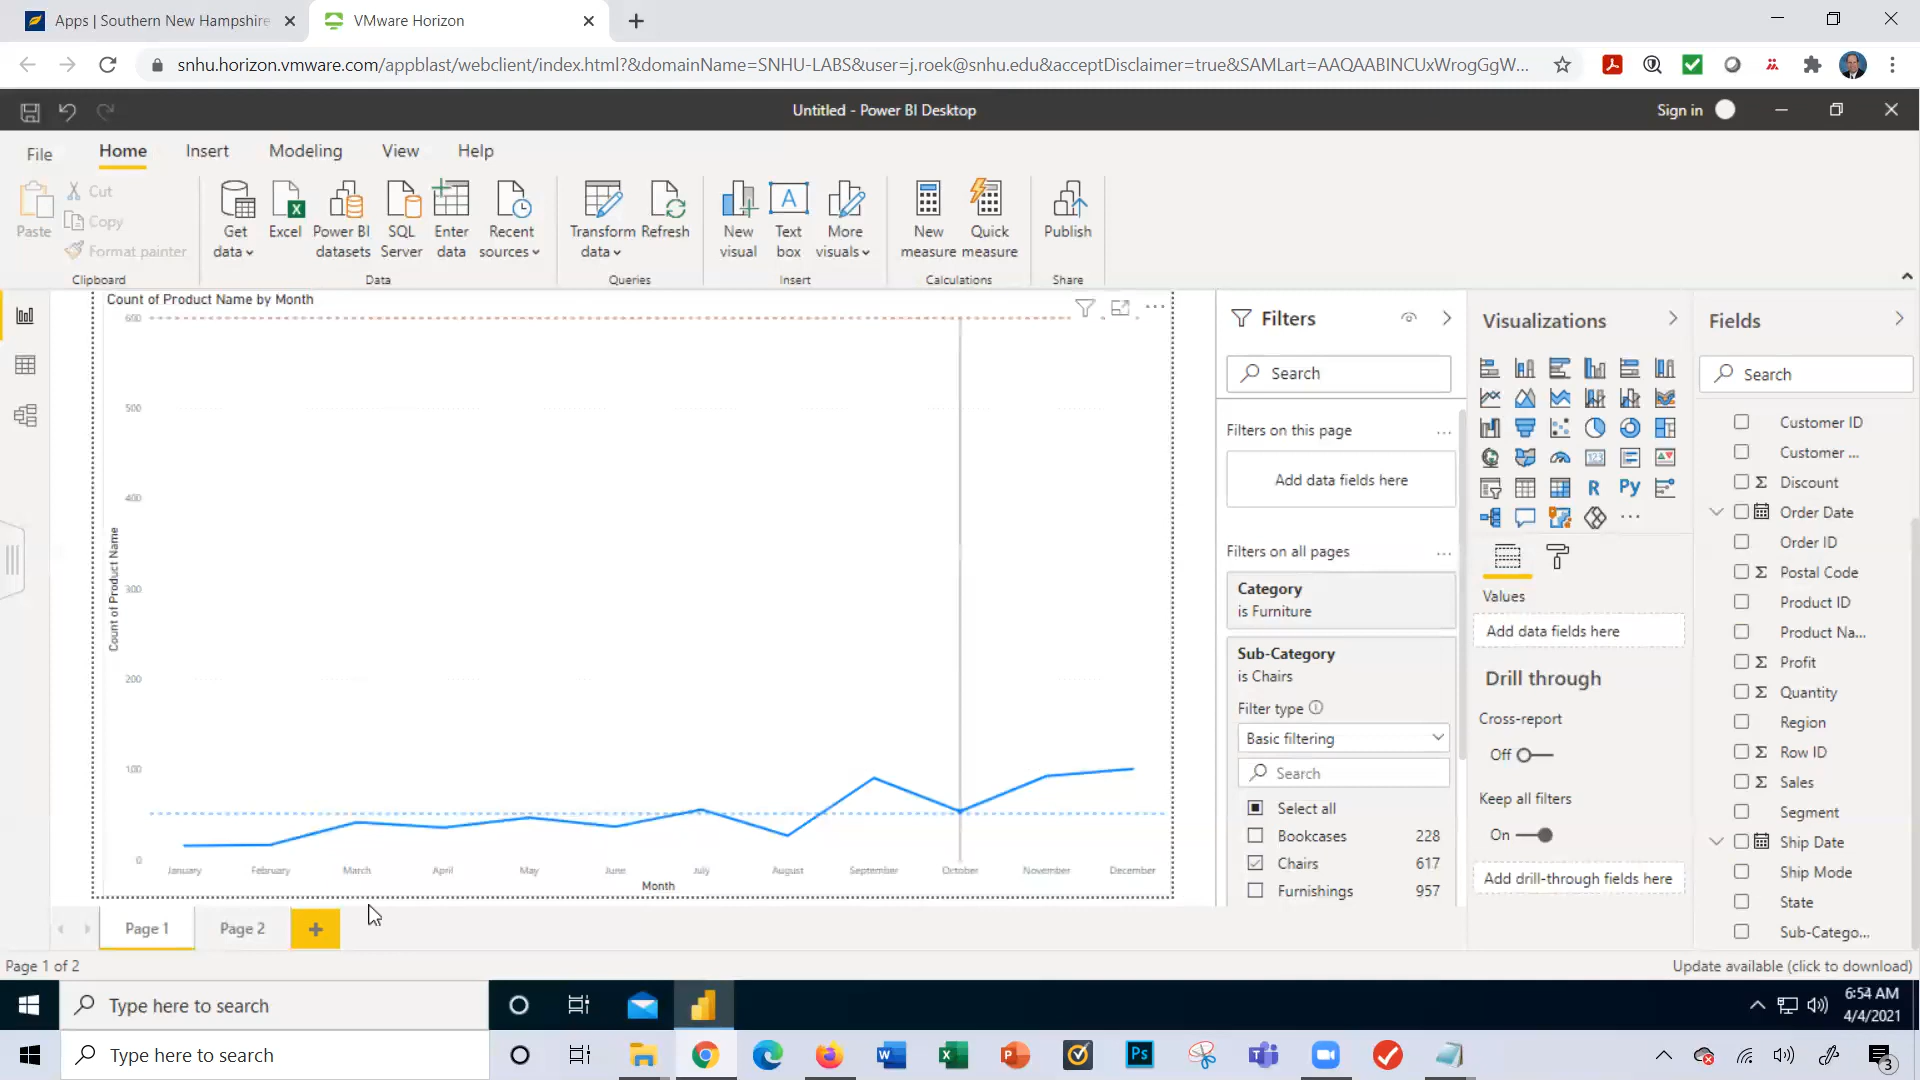 Apps | Southern New Hampshire
VMware Horizon
snhu.horizon.vmware.com/appblast/webclient/index.html?&domainName=SNHU-LABS&user=j.roek@snhu.edu&acceptDisclaimer=true&SAMLart=AAQAABINCUxWrogGgW...
Untitled - Power BI Desktop
Sign in
File
Home
Insert
Modeling
View
Help
Paste
Cut
Copy
Format painter
Clipboard
Get data
Excel
Power BI datasets
SQL Server
Enter data
Recent sources
Data
Transform data
Refresh
Queries
New visual
Text box
More visuals
Insert
New measure
Quick measure
Calculations
Publish
Share
Count of Product Name by Month
600
500
400
300
200
100
0
Count of Product Name
January
February
March
April
May
June
July
August
September
October
November
December
Month
Filters
Search
Filters on this page
...
Add data fields here
Filters on all pages
...
Category
is Furniture
Sub-Category
is Chairs
Filter type
Basic filtering
Search
Select all
Bookcases 228
Chairs 617
Furnishings 957
Visualizations
R
Py
...
Values
Add data fields here
Drill through
Cross-report
Off
Keep all filters
On
Add drill-through fields here
Fields
Search
Customer ID
Customer ...
Σ Discount
Order Date
Order ID
Σ Postal Code
Product ID
Product Na...
Σ Profit
Σ Quantity
Region
Σ Row ID
Σ Sales
Segment
Ship Date
Ship Mode
State
Sub-Catego...
Page 1
Page 2
+
Page 1 of 2
Update available (click to download)
Type here to search
6:54 AM
4/4/2021
Type here to search
3